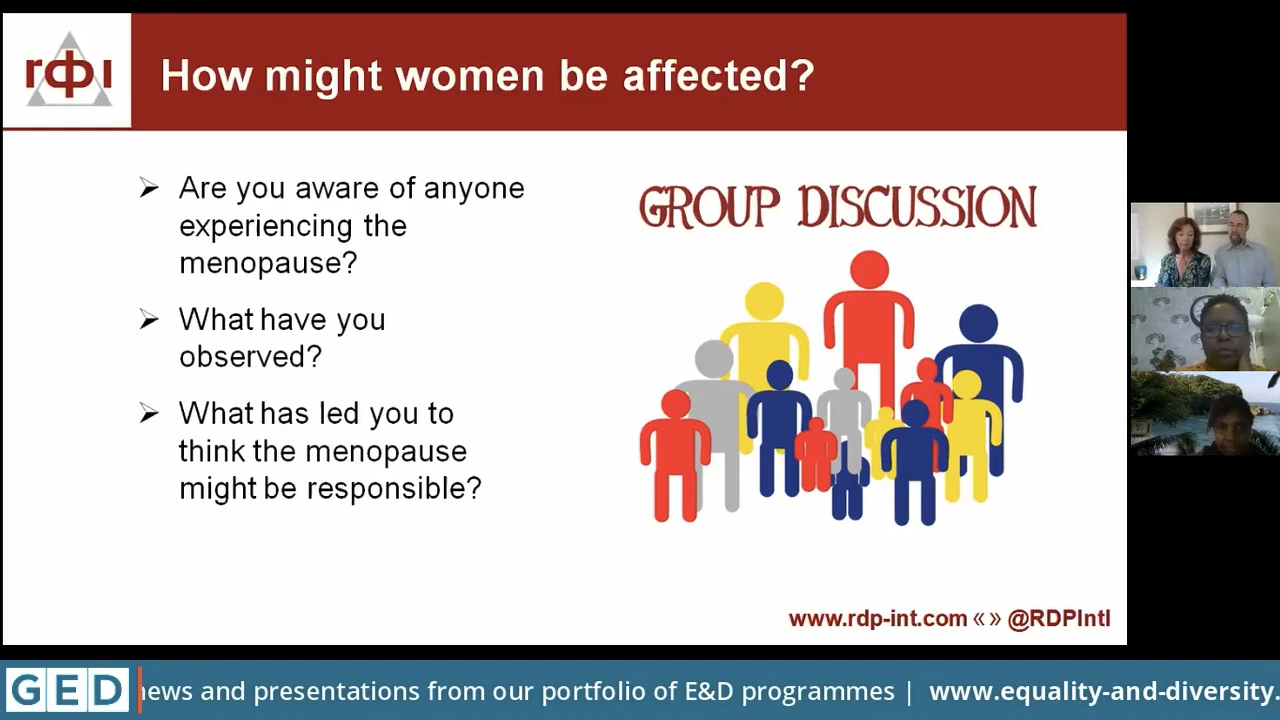 rφı
How might women be affected?
➢ Are you aware of anyone
experiencing the
menopause?
➢ What have you
observed?
➢ What has led you to
think the menopause
might be responsible?
GROUP DISCUSSION
www.rdp-int.com «» @RDPIntl
GED
news and presentations from our portfolio of E&D programmes | www.equality-and-diversity.